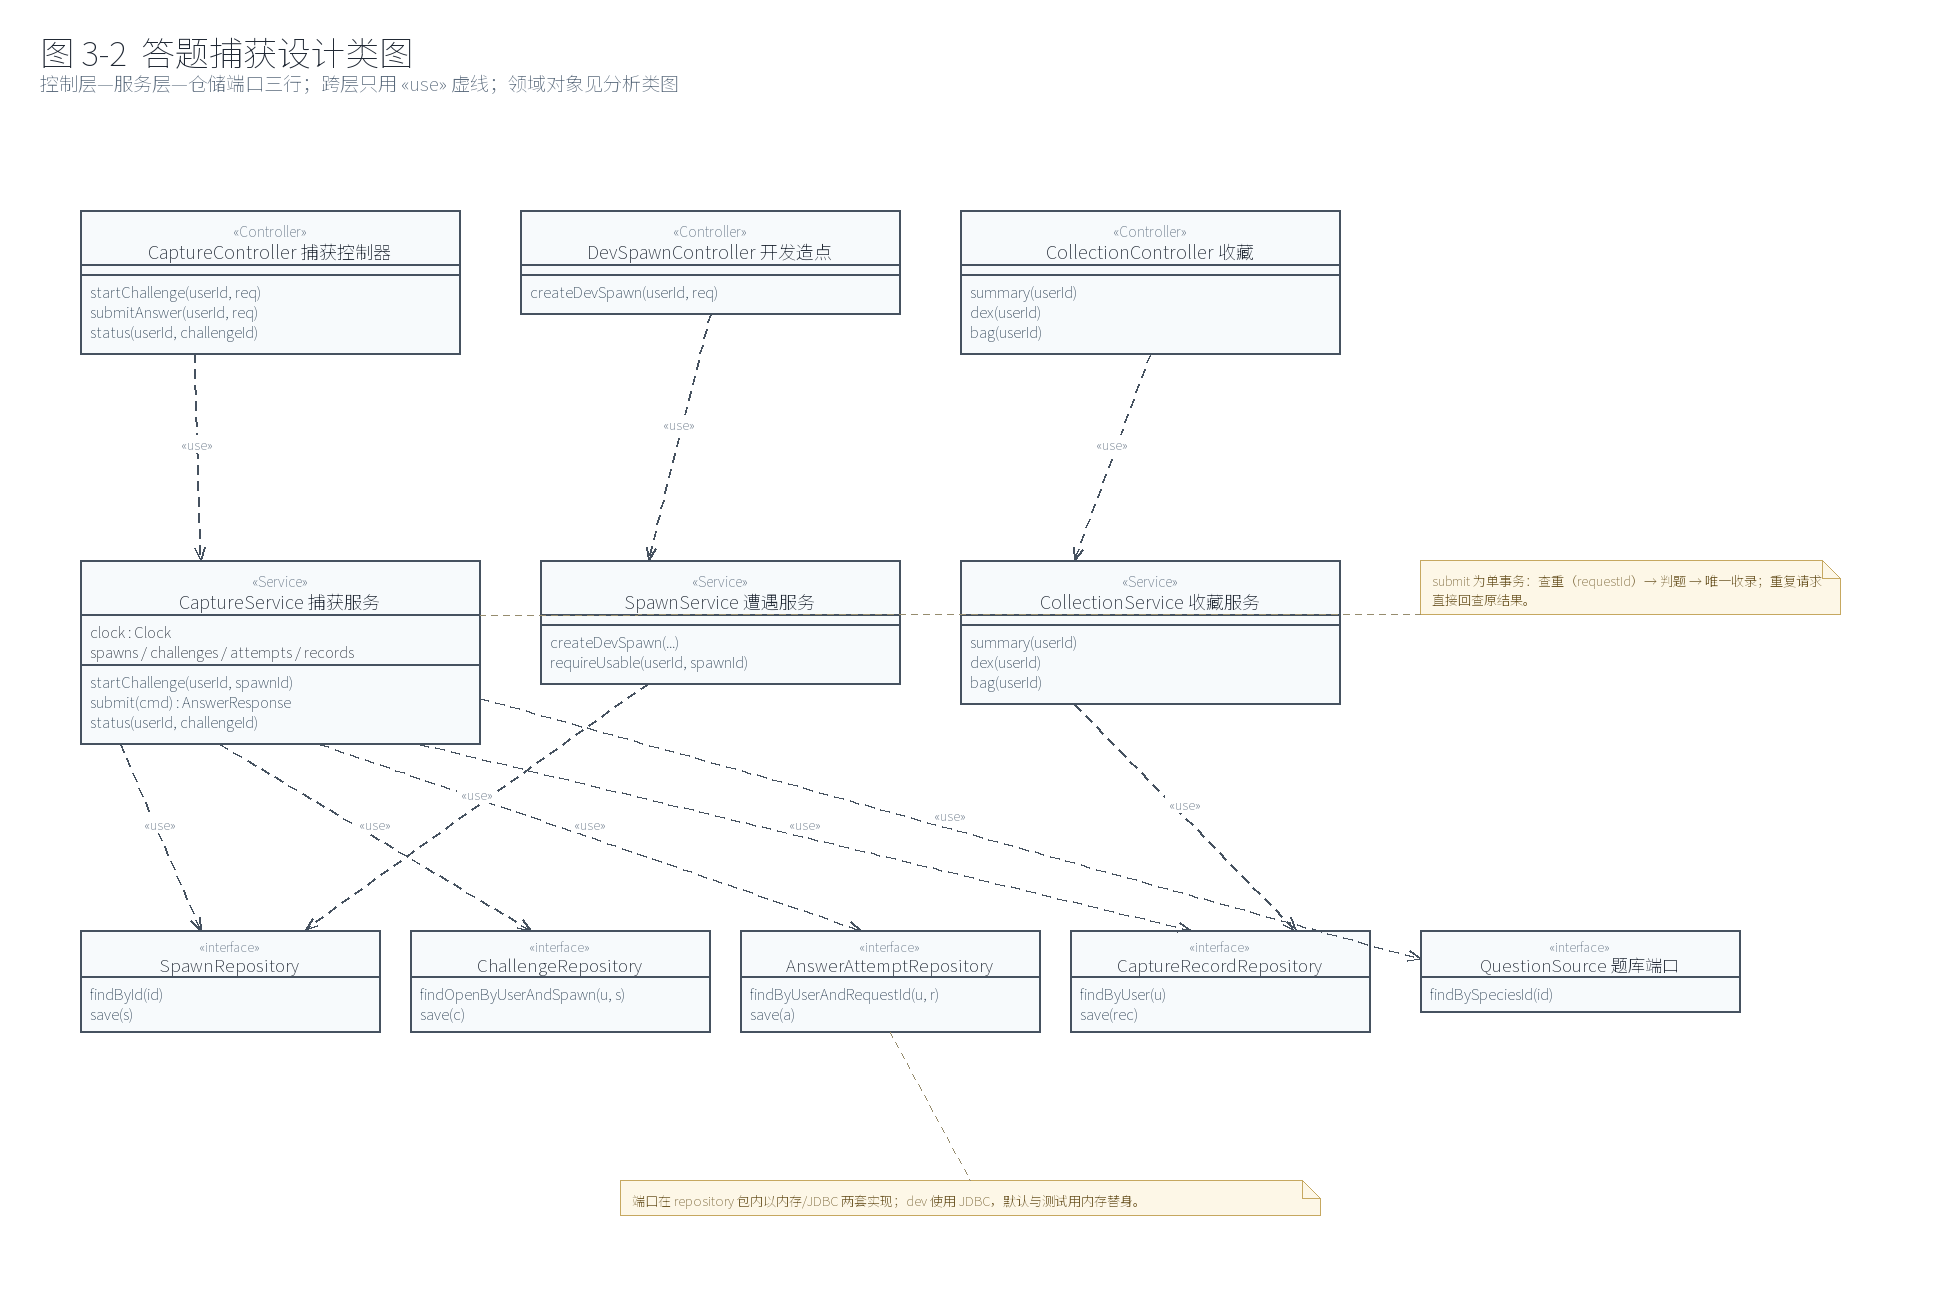 图 3-2 答题捕获设计类图
控制层—服务层—仓储端口三行；跨层只用 «use» 虚线；领域对象见分析类图
«Controller»
CaptureController 捕获控制器
startChallenge(userId, req)
submitAnswer(userId, req)
status(userId, challengeId)
«Controller»
DevSpawnController 开发造点
createDevSpawn(userId, req)
«Controller»
CollectionController 收藏
summary(userId)
dex(userId)
bag(userId)
«use»
«use»
«use»
«Service»
CaptureService 捕获服务
clock : Clock
spawns / challenges / attempts / records
startChallenge(userId, spawnId)
submit(cmd) : AnswerResponse
status(userId, challengeId)
«Service»
SpawnService 遭遇服务
createDevSpawn(...)
requireUsable(userId, spawnId)
«Service»
CollectionService 收藏服务
summary(userId)
dex(userId)
bag(userId)
submit 为单事务：查重（requestId）→ 判题 → 唯一收录；重复请求
直接回查原结果。
«use»
«use»
«use»
«use»
«use»
«use»
«use»
«interface»
SpawnRepository
findById(id)
save(s)
«interface»
ChallengeRepository
findOpenByUserAndSpawn(u, s)
save(c)
«interface»
AnswerAttemptRepository
findByUserAndRequestId(u, r)
save(a)
«interface»
CaptureRecordRepository
findByUser(u)
save(rec)
«interface»
QuestionSource 题库端口
findBySpeciesId(id)
端口在 repository 包内以内存/JDBC 两套实现；dev 使用 JDBC，默认与测试用内存替身。